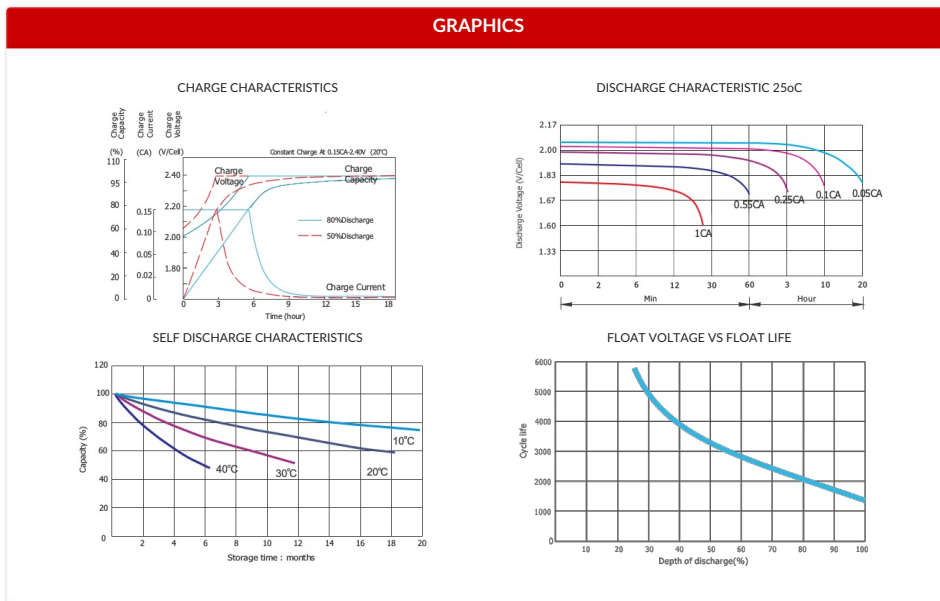 GRAPHICS
CHARGE CHARACTERISTICS
Charge Capacity
Charge Current
Charge Voltage
(%) (CA) (V/Cell)
Constant Charge At 0.15CA-2.40V (20°C)
110
95
80
60
40
20
0
0.15
0.10
0.05
0.02
0
2.40
2.20
2.00
1.80
Charge Voltage
Charge Capacity
80%Discharge
50%Discharge
Charge Current
0 3 6 9 12 15 18
Time (hour)
DISCHARGE CHARACTERISTIC 25oC
Discharge Voltage (V/Cell)
2.17
2.00
1.83
1.67
1.60
1.33
1CA
0.55CA
0.25CA
0.1CA
0.05CA
0 2 6 12 30 60 3 10 20
Min Hour
SELF DISCHARGE CHARACTERISTICS
Capacity (%)
120
100
80
60
40
20
0
40°C
30°C
20°C
10°C
2 4 6 8 10 12 14 16 18 20
Storage time : months
FLOAT VOLTAGE VS FLOAT LIFE
Cycle life
6000
5000
4000
3000
2000
1000
0
10 20 30 40 50 60 70 80 90 100
Depth of discharge(%)